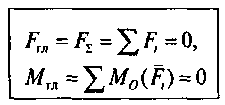 F_гл = F_Σ = ∑ F_i = 0,
M_гл = ∑ M_O(F̄_i) = 0